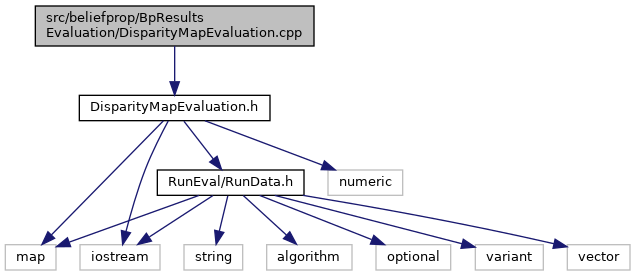 src/beliefprop/BpResults
Evaluation/DisparityMapEvaluation.cpp
DisparityMapEvaluation.h
RunEval/RunData.h
numeric
map
iostream
string
algorithm
optional
variant
vector